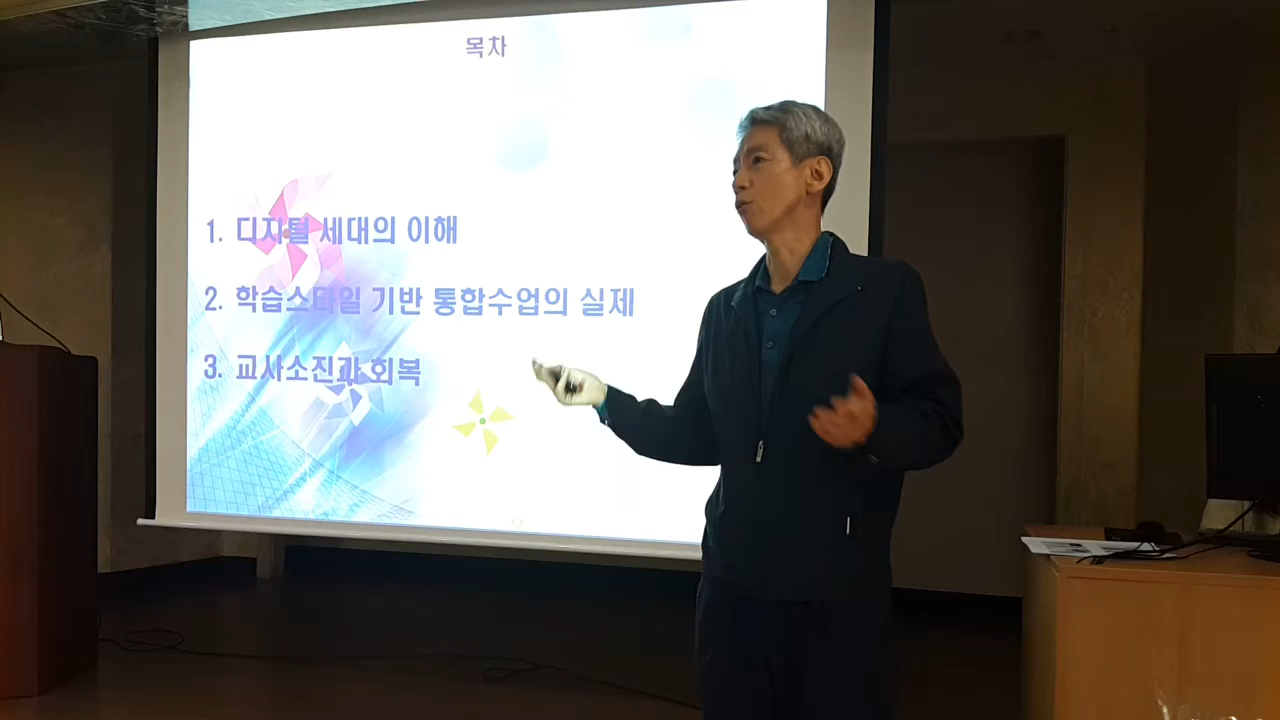 목차
1. 디지털 세대의 이해
2. 학습스타일 기반 통합수업의 실제
3. 교사소진과 회복